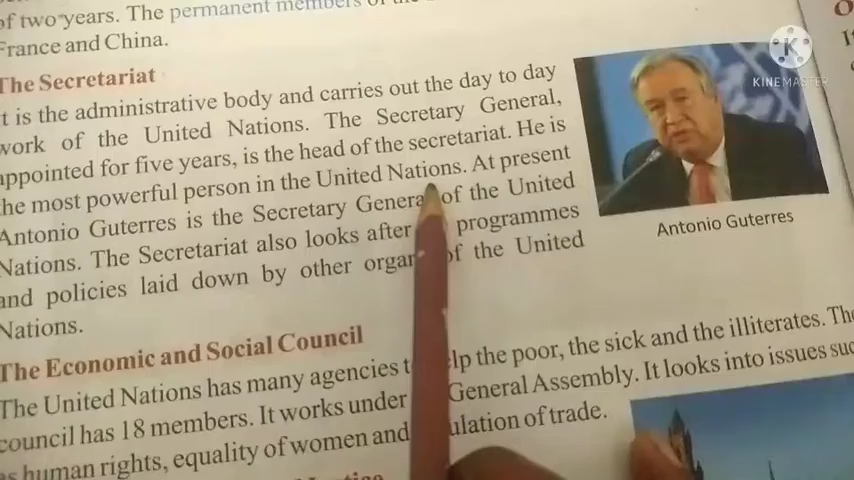 of two years. The permanent members of the
France and China.
The Secretariat
It is the administrative body and carries out the day to day
work of the United Nations. The Secretary General,
appointed for five years, is the head of the secretariat. He is
the most powerful person in the United Nations. At present
Antonio Guterres is the Secretary General of the United
Nations. The Secretariat also looks after programmes
and policies laid down by other organ of the United
Nations.
Antonio Guterres
The Economic and Social Council
The United Nations has many agencies to help the poor, the sick and the illiterates. The
council has 18 members. It works under General Assembly. It looks into issues suc
as human rights, equality of women and ulation of trade.
KINEMASTER